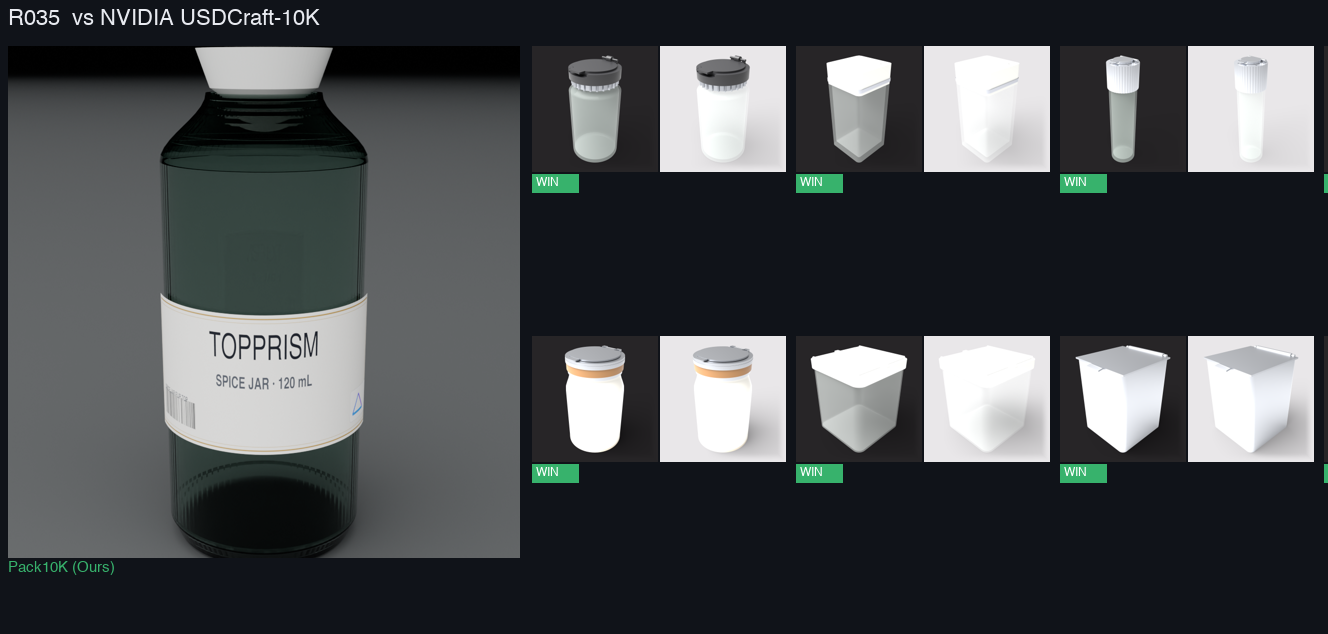 R035 vs NVIDIA USDCraft-10K
TOPPRISM
SPICE JAR · 120 mL
Pack10K (Ours)
WIN
WIN
WIN
WIN
WIN
WIN